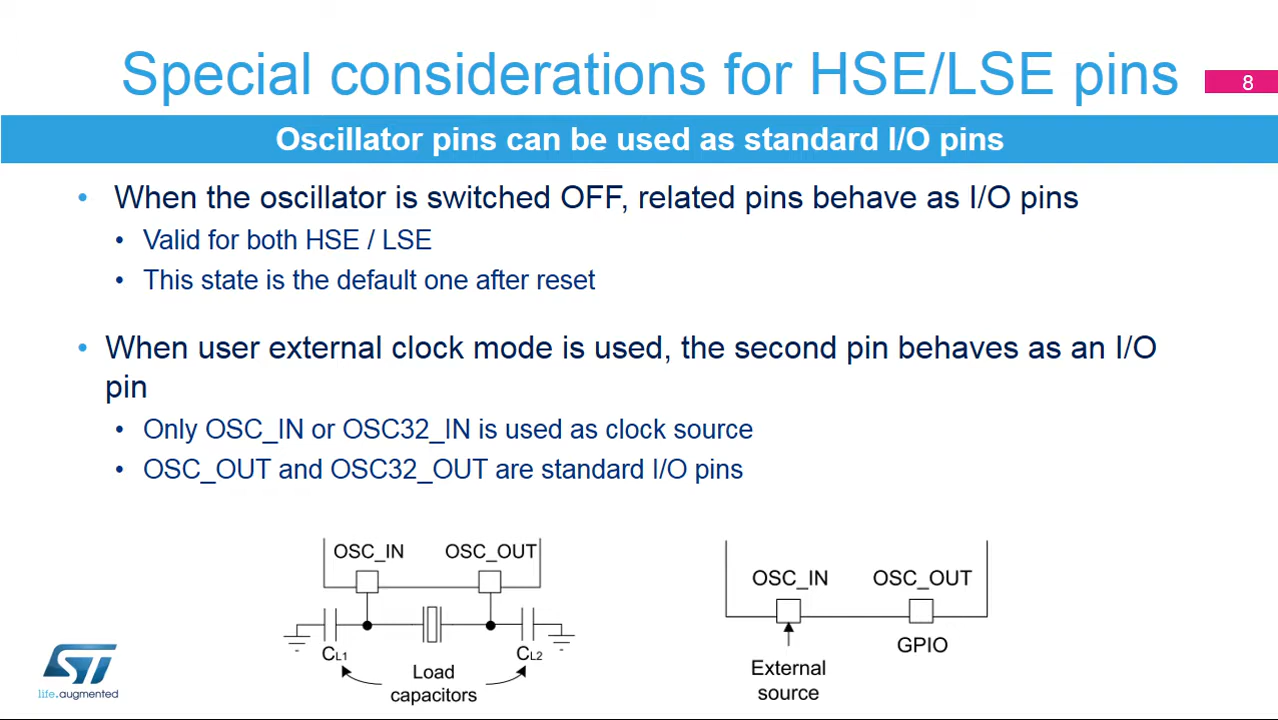 Special considerations for HSE/LSE pins
8
Oscillator pins can be used as standard I/O pins
• When the oscillator is switched OFF, related pins behave as I/O pins
• Valid for both HSE / LSE
• This state is the default one after reset
• When user external clock mode is used, the second pin behaves as an I/O
pin
• Only OSC_IN or OSC32_IN is used as clock source
• OSC_OUT and OSC32_OUT are standard I/O pins
OSC_IN OSC_OUT
CL1 CL2
Load
capacitors
OSC_IN OSC_OUT
GPIO
External
source
ST
life.augmented